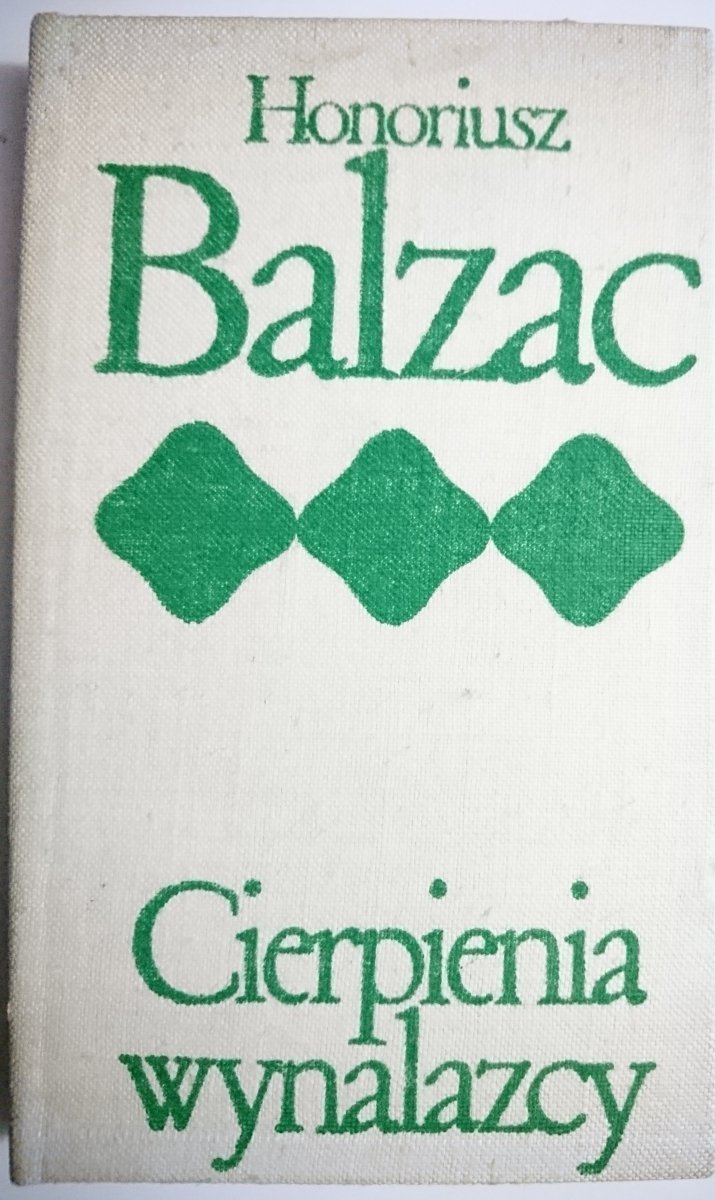 Honoriusz
Balzac
Cierpienia
wynalazcy